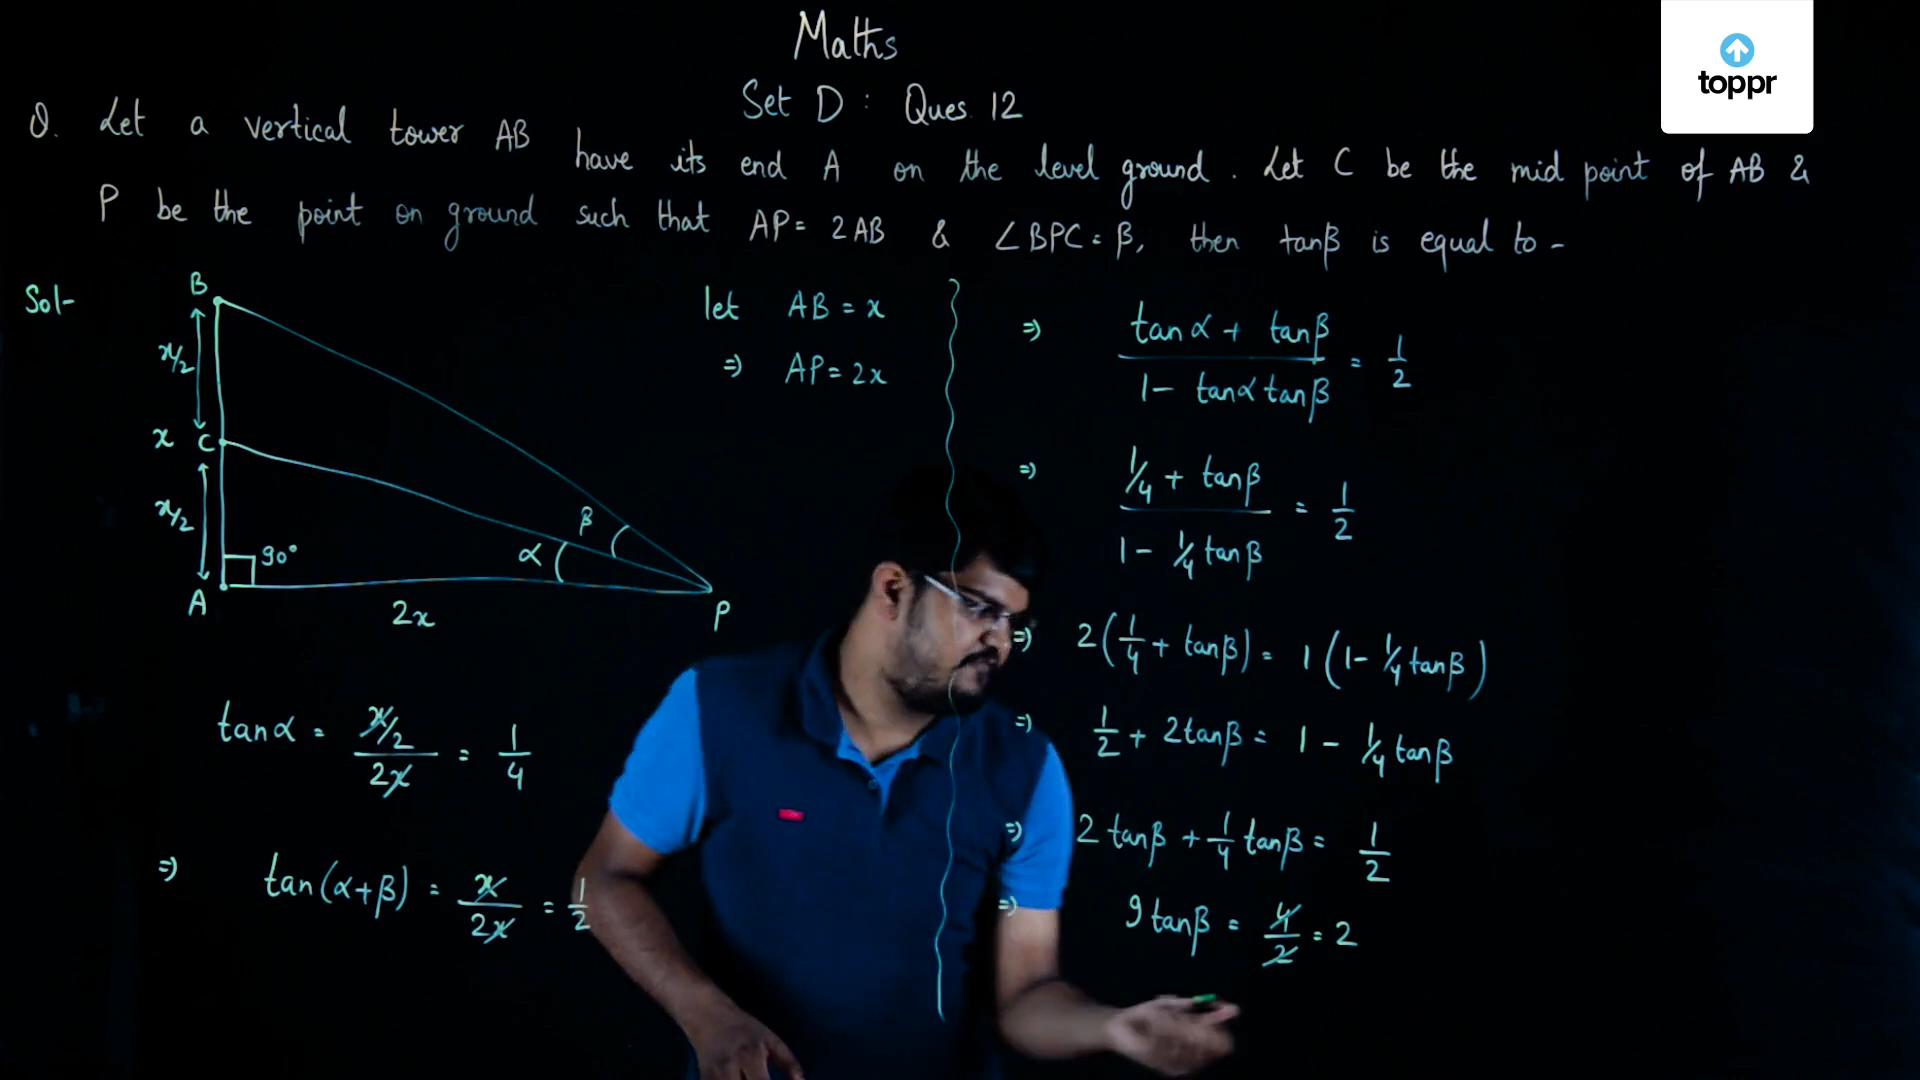 Maths
Set D : Ques. 12
toppr
Q. Let a vertical tower AB have its end A on the level ground. Let C be the mid point of AB &
P be the point on ground such that AP = 2AB & ∠BPC = β, then tanβ is equal to -
Sol-
B
x/2
x C
x/2
90°
A
2x
P
α
β
let AB = x
⇒ AP = 2x
tanα = x/2 / 2x = 1/4
⇒ tan(α+β) = x/2x = 1/2
⇒ tanα + tanβ / 1 - tanα tanβ = 1/2
⇒ 1/4 + tanβ / 1 - 1/4 tanβ = 1/2
⇒ 2(1/4 + tanβ) = 1(1 - 1/4 tanβ)
⇒ 1/2 + 2tanβ = 1 - 1/4 tanβ
⇒ 2tanβ + 1/4 tanβ = 1/2
⇒ 9tanβ = 4/2 = 2